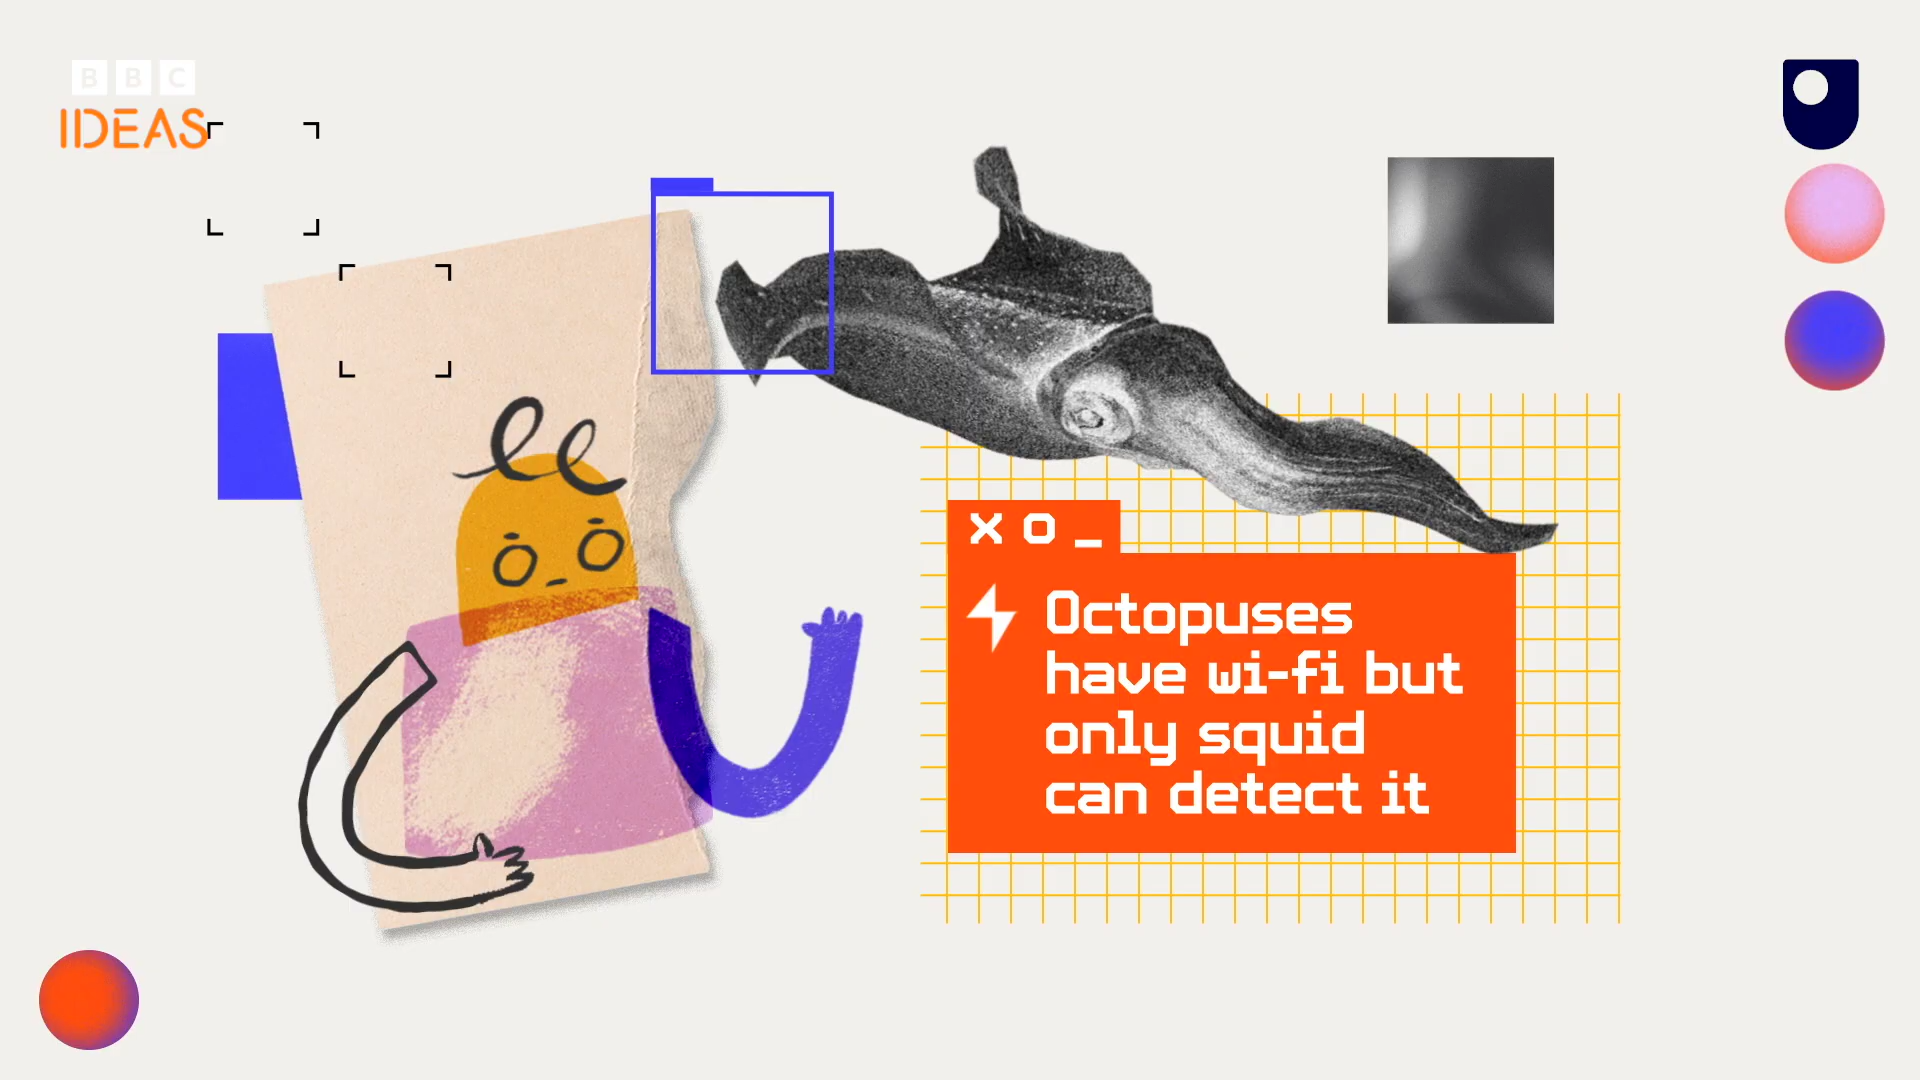 BBC
IDEAS
x o _
Octopuses
have wi-fi but
only squid
can detect it